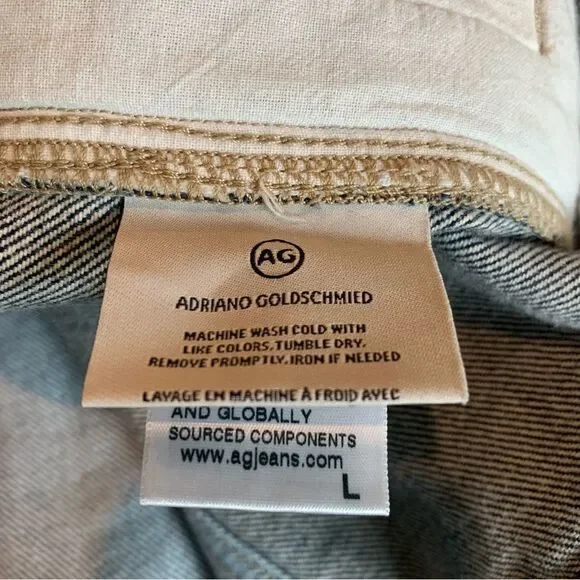 AG
ADRIANO GOLDSCHMIED
MACHINE WASH COLD WITH
LIKE COLORS. TUMBLE DRY.
REMOVE PROMPTLY. IRON IF NEEDED
LAVAGE EN MACHINE À FROID AVEC
AND GLOBALLY
SOURCED COMPONENTS
www.agjeans.com
L